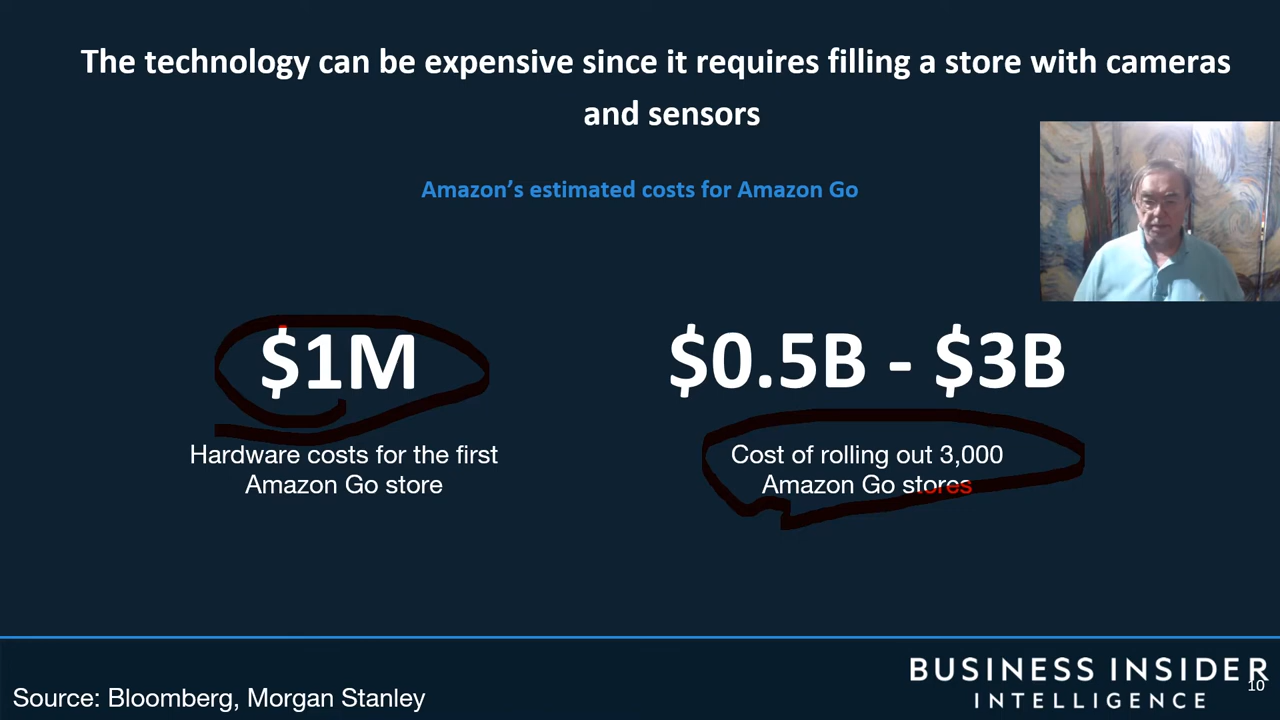 The technology can be expensive since it requires filling a store with cameras
and sensors
Amazon's estimated costs for Amazon Go
$1M
Hardware costs for the first
Amazon Go store
$0.5B - $3B
Cost of rolling out 3,000
Amazon Go stores
Source: Bloomberg, Morgan Stanley
BUSINESS INSIDER
INTELLIGENCE
10